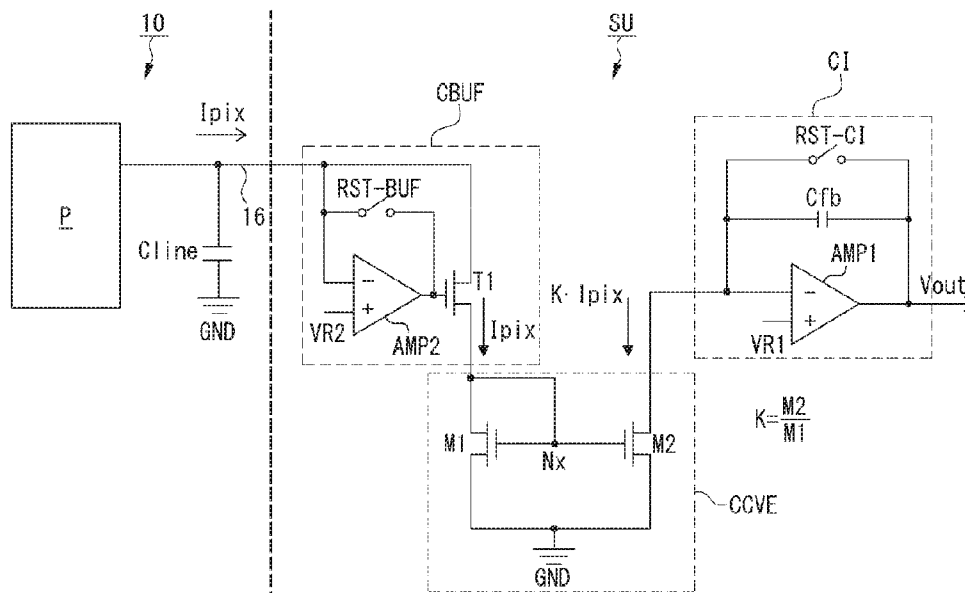 10
SU
CI
CBUF
Ipix
RST-CI
RST-BUF
P
16
Cfb
Cline
AMP1
T1
Vout
K·Ipix
VR2
Ipix
AMP2
VR1
GND
K=M2/M1
M1
Nx
M2
CCVE
GND